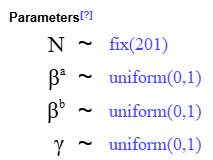 Parameters[?]
N ~ fix(201)
βᵃ ~ uniform(0,1)
βᵇ ~ uniform(0,1)
γ ~ uniform(0,1)